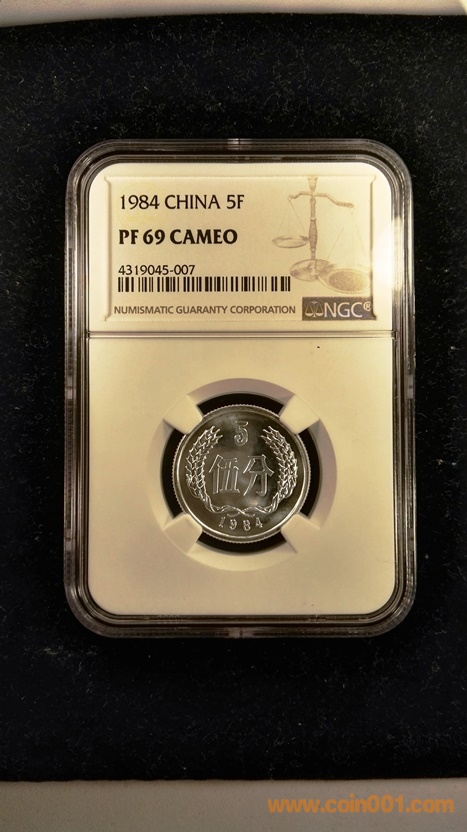 1984 CHINA 5F
PF 69 CAMEO
4319045-007
NUMISMATIC GUARANTY CORPORATION NGC®
5
伍分
1984
www.coin001.com